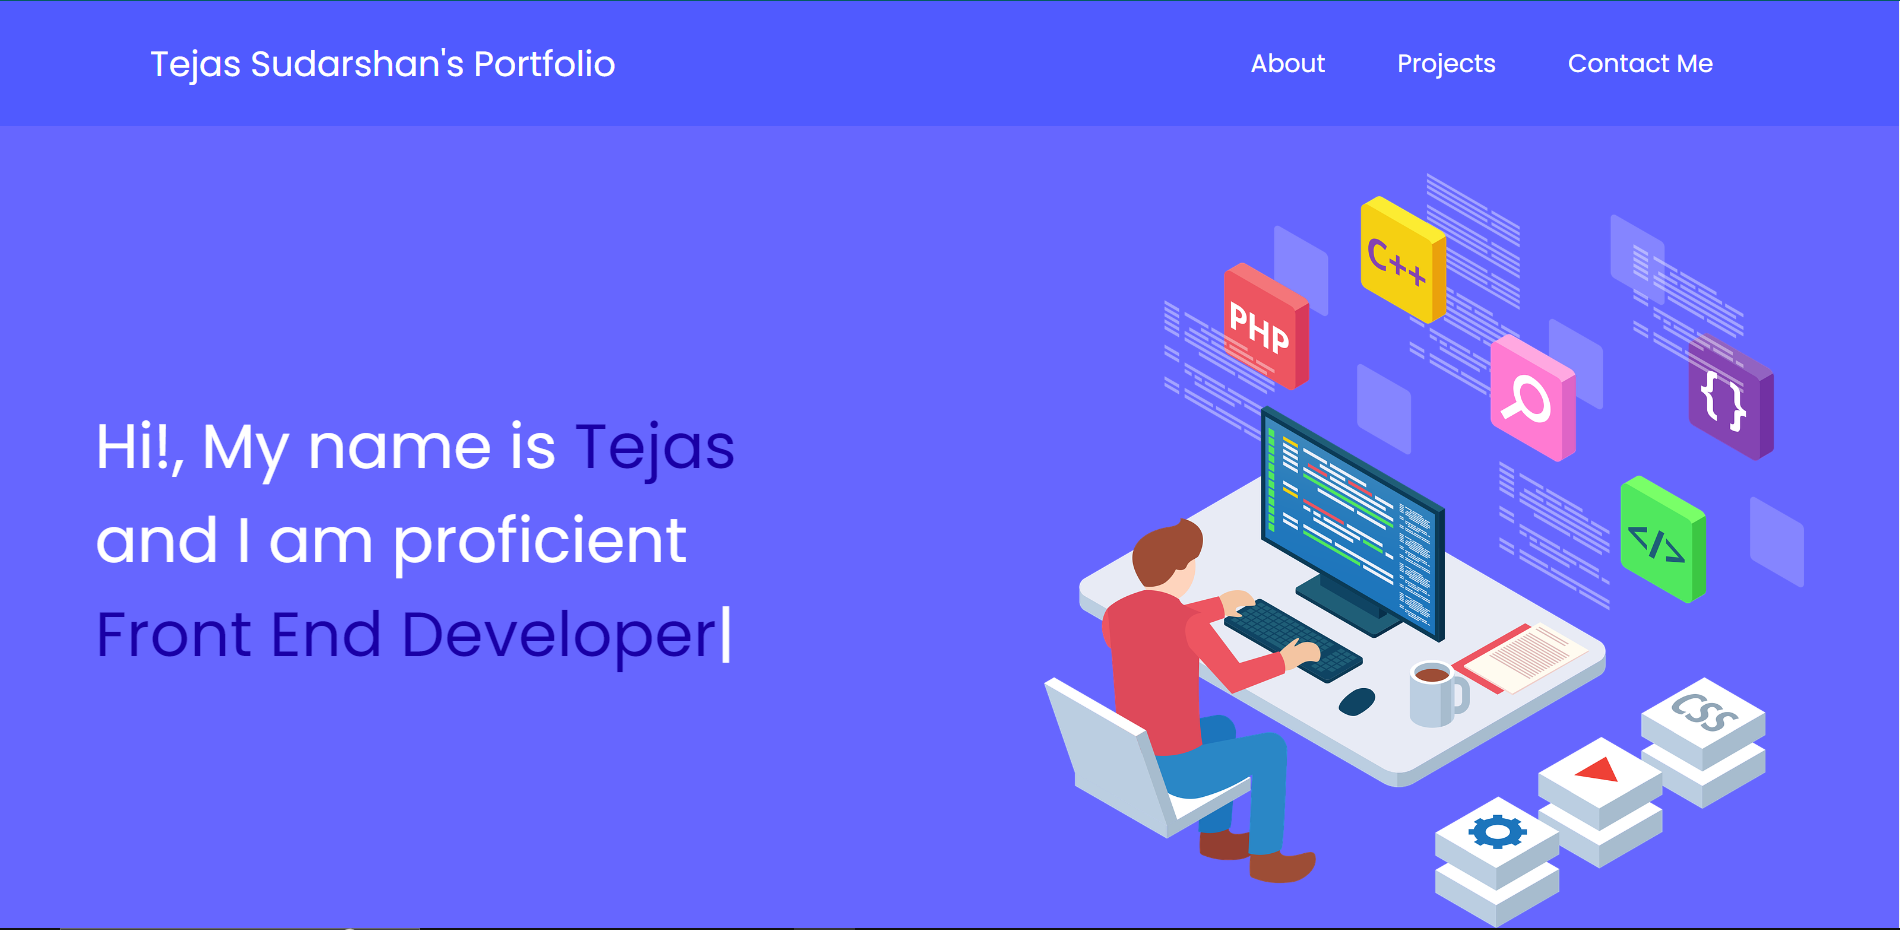 Tejas Sudarshan's Portfolio
About
Projects
Contact Me
Hi!, My name is Tejas
and I am proficient
Front End Developer|
C++
PHP
{ }
</>
CSS